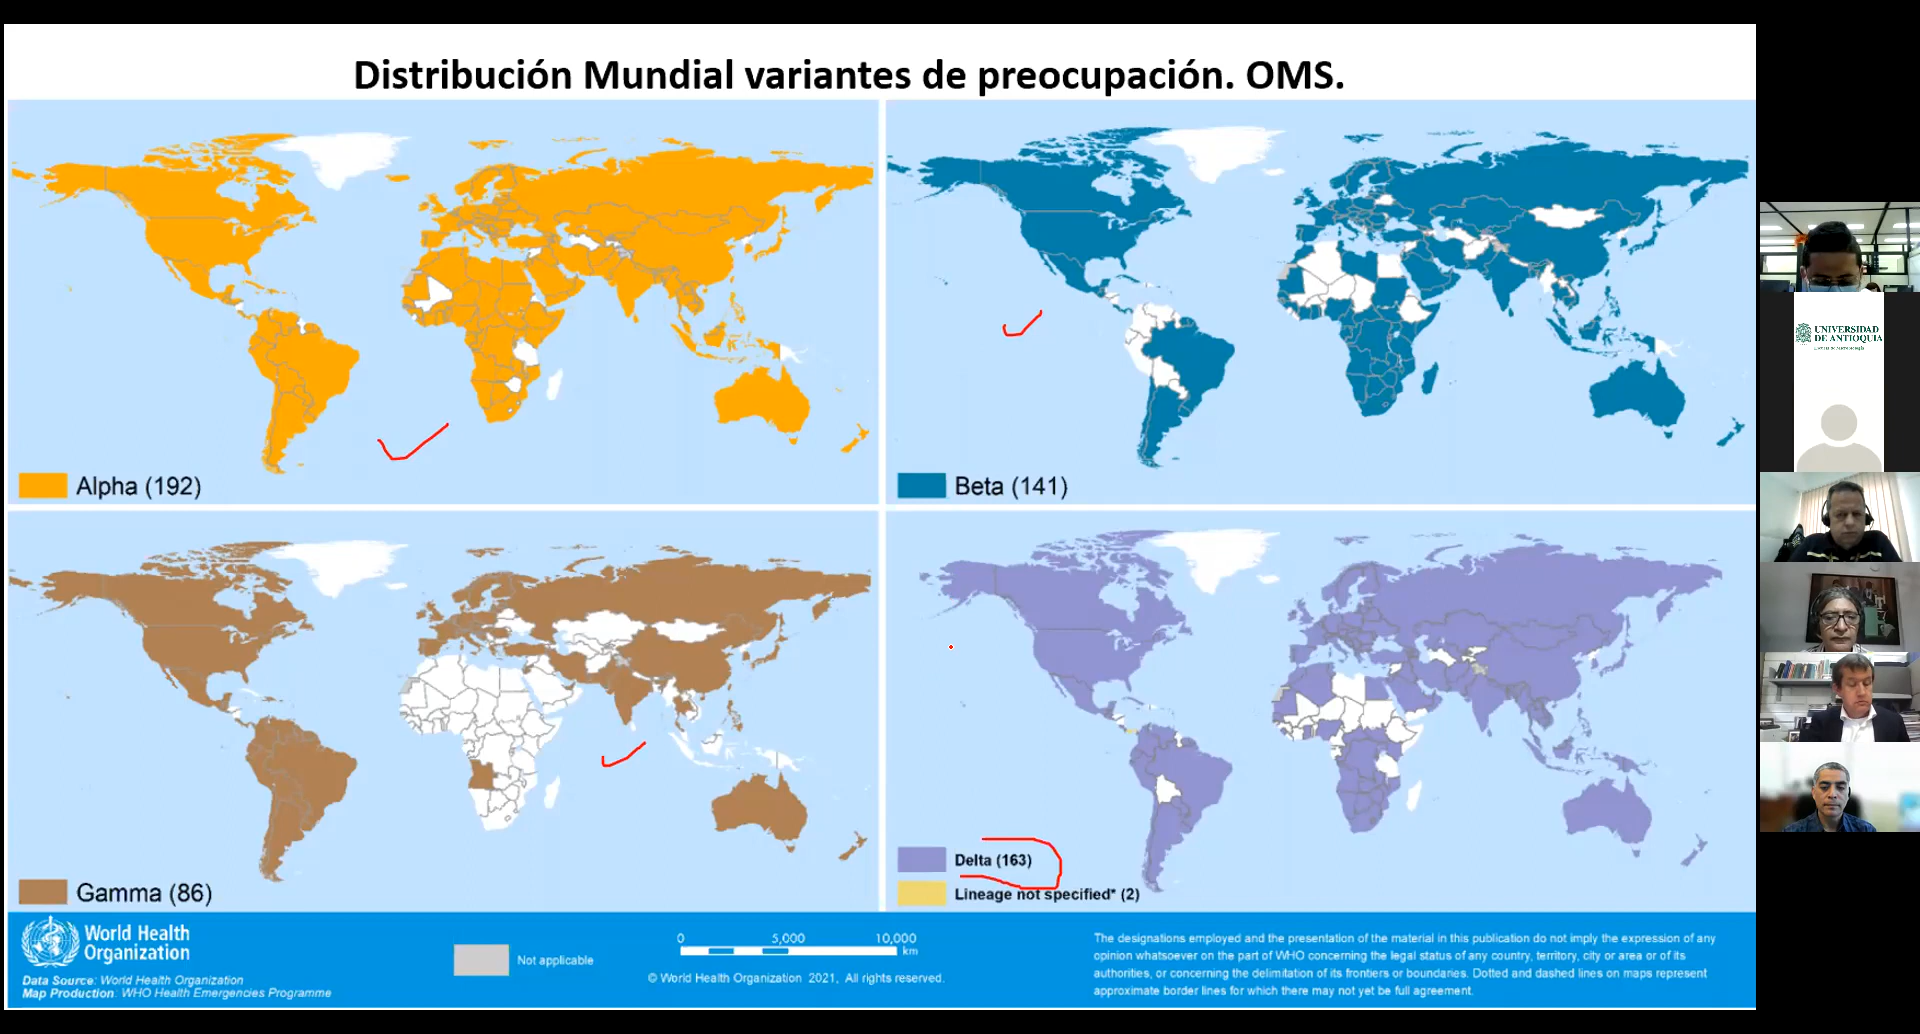 Distribución Mundial variantes de preocupación. OMS.
Alpha (192)
Beta (141)
Gamma (86)
Delta (163)
Lineage not specified* (2)
World Health
Organization
Data Source: World Health Organization
Map Production: WHO Health Emergencies Programme
Not applicable
0 5,000 10,000
km
© World Health Organization 2021, All rights reserved.
The designations employed and the presentation of the material in this publication do not imply the expression of any
opinion whatsoever on the part of WHO concerning the legal status of any country, territory, city or area or of its
authorities, or concerning the delimitation of its frontiers or boundaries. Dotted and dashed lines on maps represent
approximate border lines for which there may not yet be full agreement.
UNIVERSIDAD
DE ANTIOQUIA